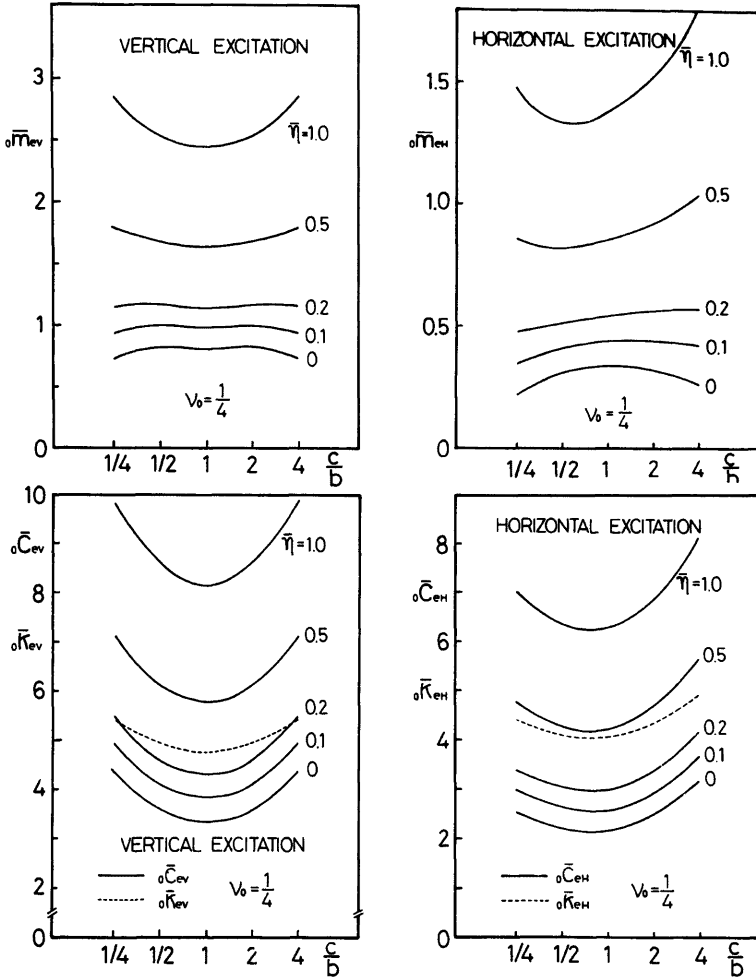 VERTICAL EXCITATION
3
₀m̅ₑᵥ
2
1
0
η̅=1.0
0.5
0.2
0.1
0
ν₀=1/4
1/4 1/2 1 2 4 c/b
HORIZONTAL EXCITATION
1.5
₀m̅ₑH
1.0
0.5
0
η̅=1.0
0.5
0.2
0.1
0
ν₀=1/4
1/4 1/2 1 2 4
10
₀C̅ₑᵥ
8
₀K̅ₑᵥ
6
4
2
0
η̅=1.0
0.5
0.2
0.1
0
VERTICAL EXCITATION
₀C̅ₑᵥ
₀K̅ₑᵥ
ν₀=1/4
1/4 1/2 1 2 4 c/b
HORIZONTAL EXCITATION
8
₀C̅ₑH
6
₀K̅ₑH
4
2
0
η̅=1.0
0.5
0.2
0.1
0
₀C̅ₑH
₀K̅ₑH
ν₀=1/4
1/4 1/2 1 2 4 c/b